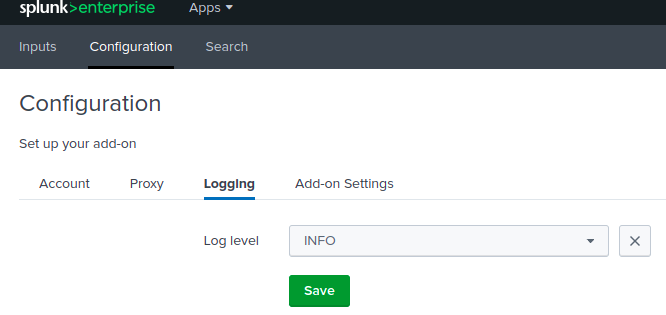 splunk>enterprise Apps
Inputs Configuration Search
Configuration
Set up your add-on
Account Proxy Logging Add-on Settings
Log level INFO
Save